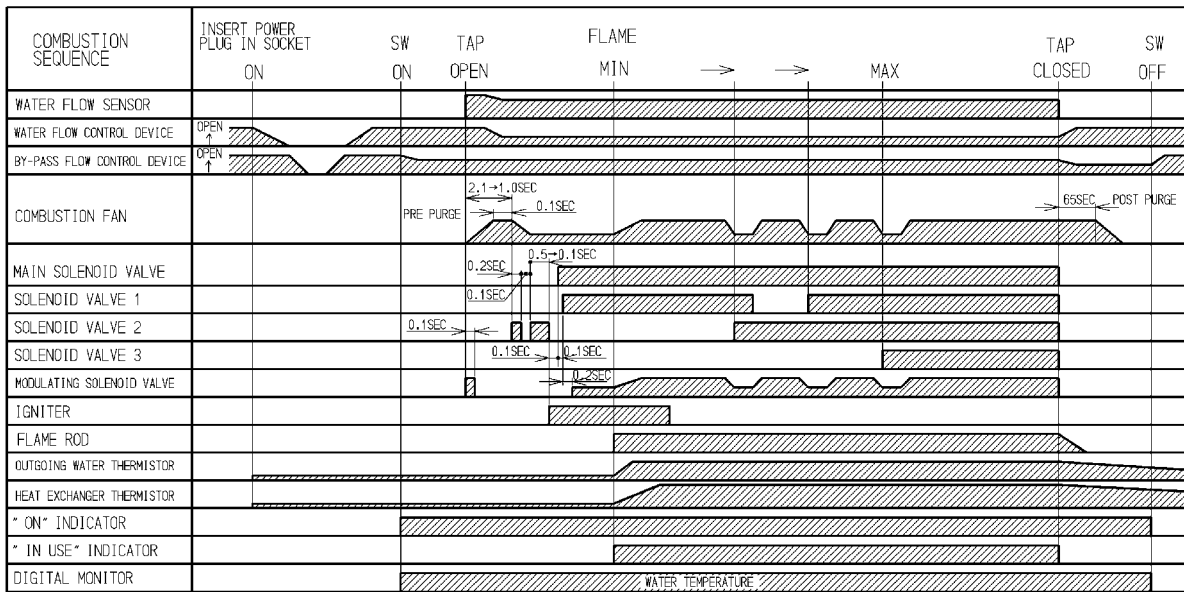 COMBUSTION
SEQUENCE
INSERT POWER
PLUG IN SOCKET
ON
SW
ON
TAP
OPEN
FLAME
MIN
MAX
TAP
CLOSED
SW
OFF
WATER FLOW SENSOR
WATER FLOW CONTROL DEVICE
OPEN
↑
BY-PASS FLOW CONTROL DEVICE
OPEN
↑
COMBUSTION FAN
2.1→1.0SEC
PRE PURGE
0.1SEC
65SEC
POST PURGE
MAIN SOLENOID VALVE
0.5→0.1SEC
0.2SEC
0.1SEC
SOLENOID VALVE 1
SOLENOID VALVE 2
0.1SEC
SOLENOID VALVE 3
0.1SEC
0.1SEC
MODULATING SOLENOID VALVE
0.2SEC
IGNITER
FLAME ROD
OUTGOING WATER THERMISTOR
HEAT EXCHANGER THERMISTOR
" ON" INDICATOR
" IN USE" INDICATOR
DIGITAL MONITOR
WATER TEMPERATURE